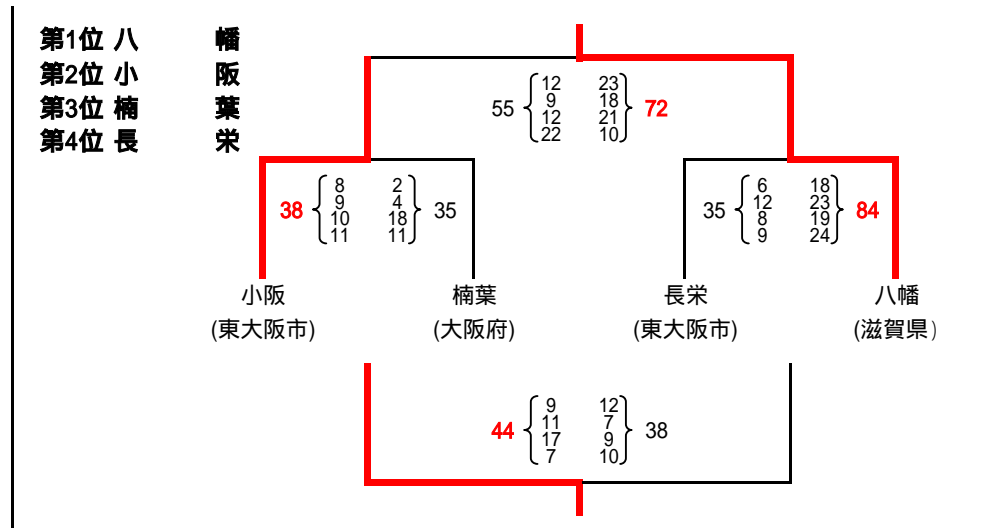 第1位 八 幡
第2位 小 阪
第3位 楠 葉
第4位 長 栄
55 12 23 72
9 18
12 21
22 10
38 8 2 35
9 4
10 18
11 11
35 6 18 84
12 23
8 19
9 24
小阪 楠葉 長栄 八幡
(東大阪市) (大阪府) (東大阪市) (滋賀県)
44 9 12 38
11 7
17 9
7 10